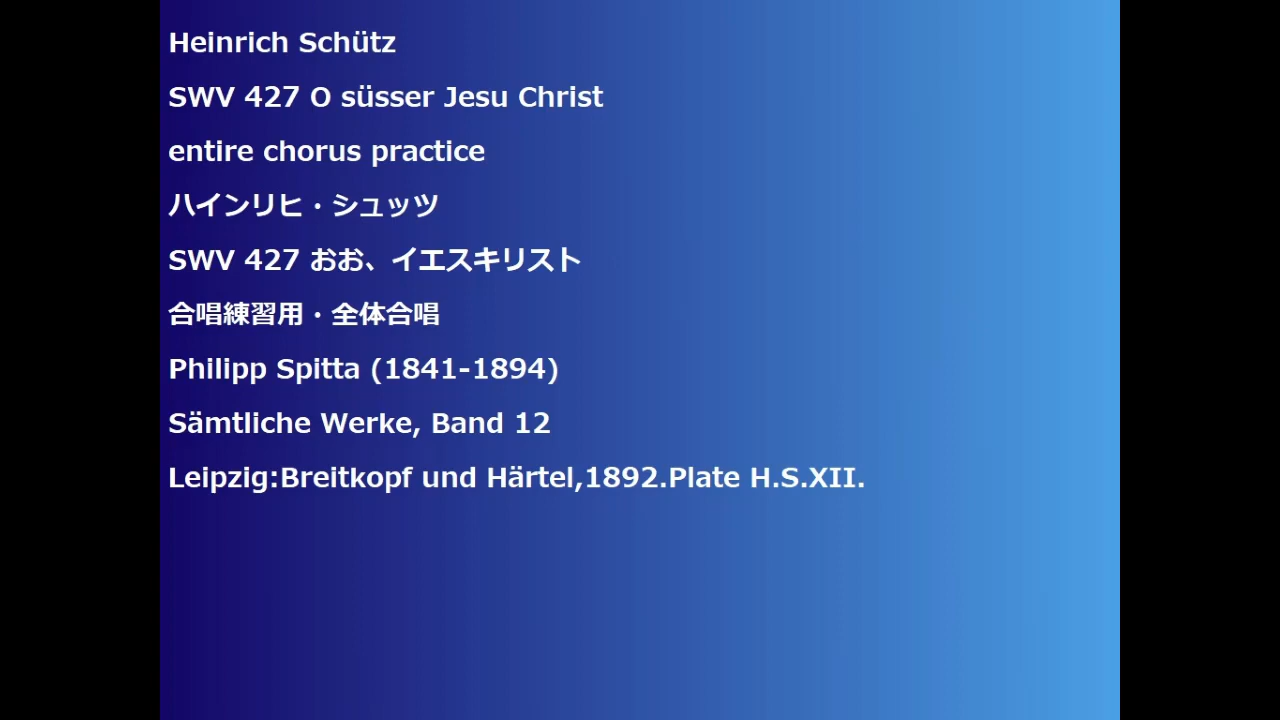 Heinrich Schütz
SWV 427 O süsser Jesu Christ
entire chorus practice
ハインリヒ・シュッツ
SWV 427 おお、イエスキリスト
合唱練習用・全体合唱
Philipp Spitta (1841-1894)
Sämtliche Werke, Band 12
Leipzig:Breitkopf und Härtel,1892.Plate H.S.XII.